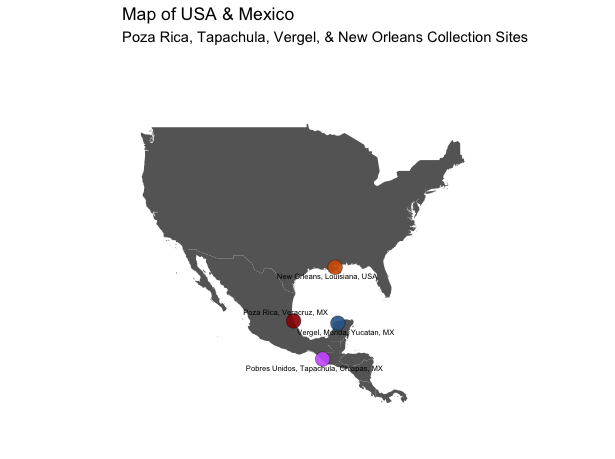 Map of USA & Mexico
Poza Rica, Tapachula, Vergel, & New Orleans Collection Sites
New Orleans, Louisiana, USA
Poza Rica, Veracruz, MX
Vergel, Merida, Yucatan, MX
Pobres Unidos, Tapachula, Chiapas, MX